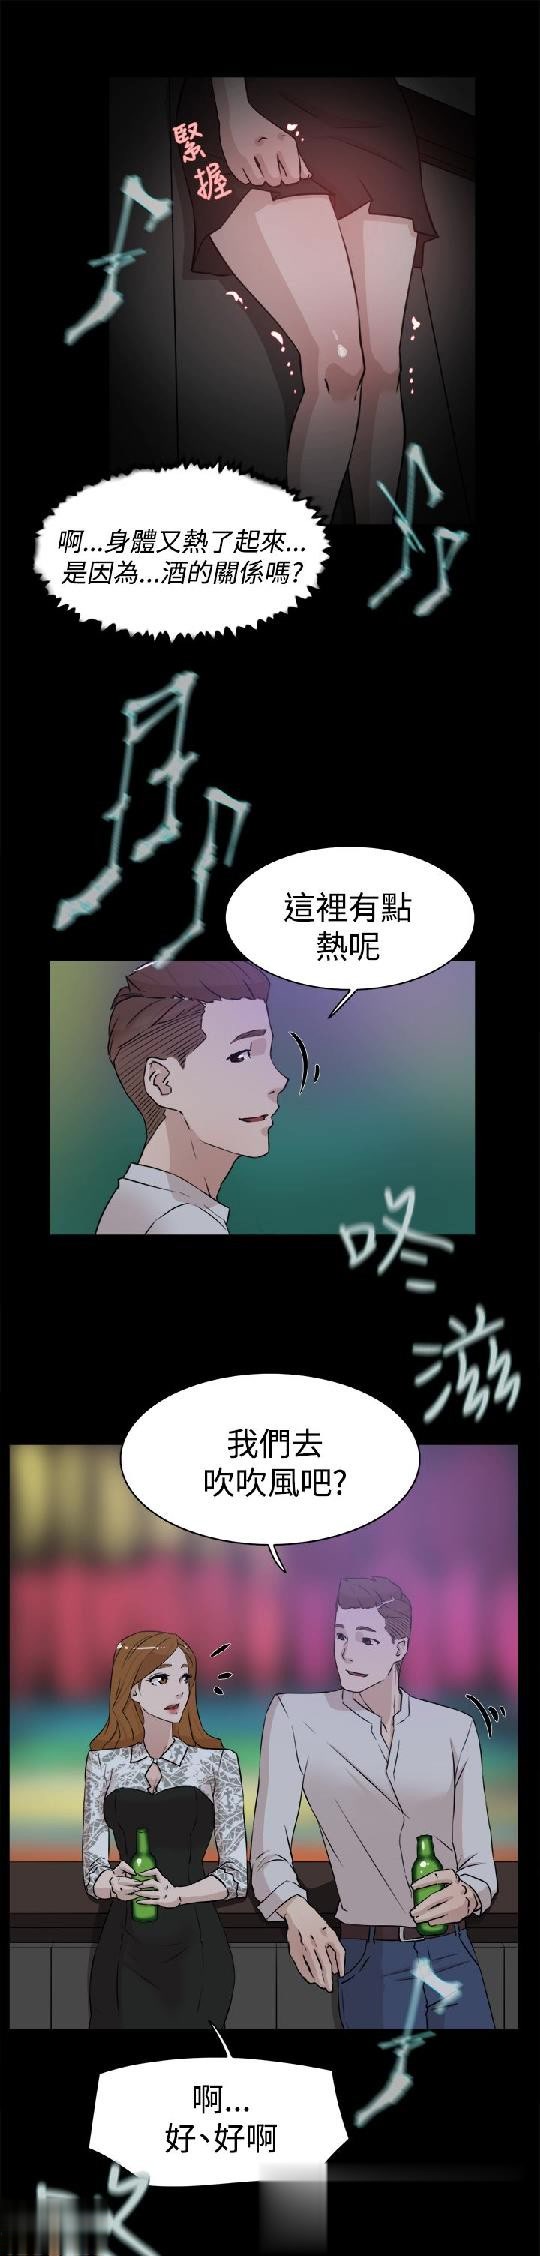 緊
握
啊...身體又熱了起來...
是因為...酒的關係嗎?
這裡有點
熱呢
咚
滋
我們去
吹吹風吧?
啊...
好、好啊